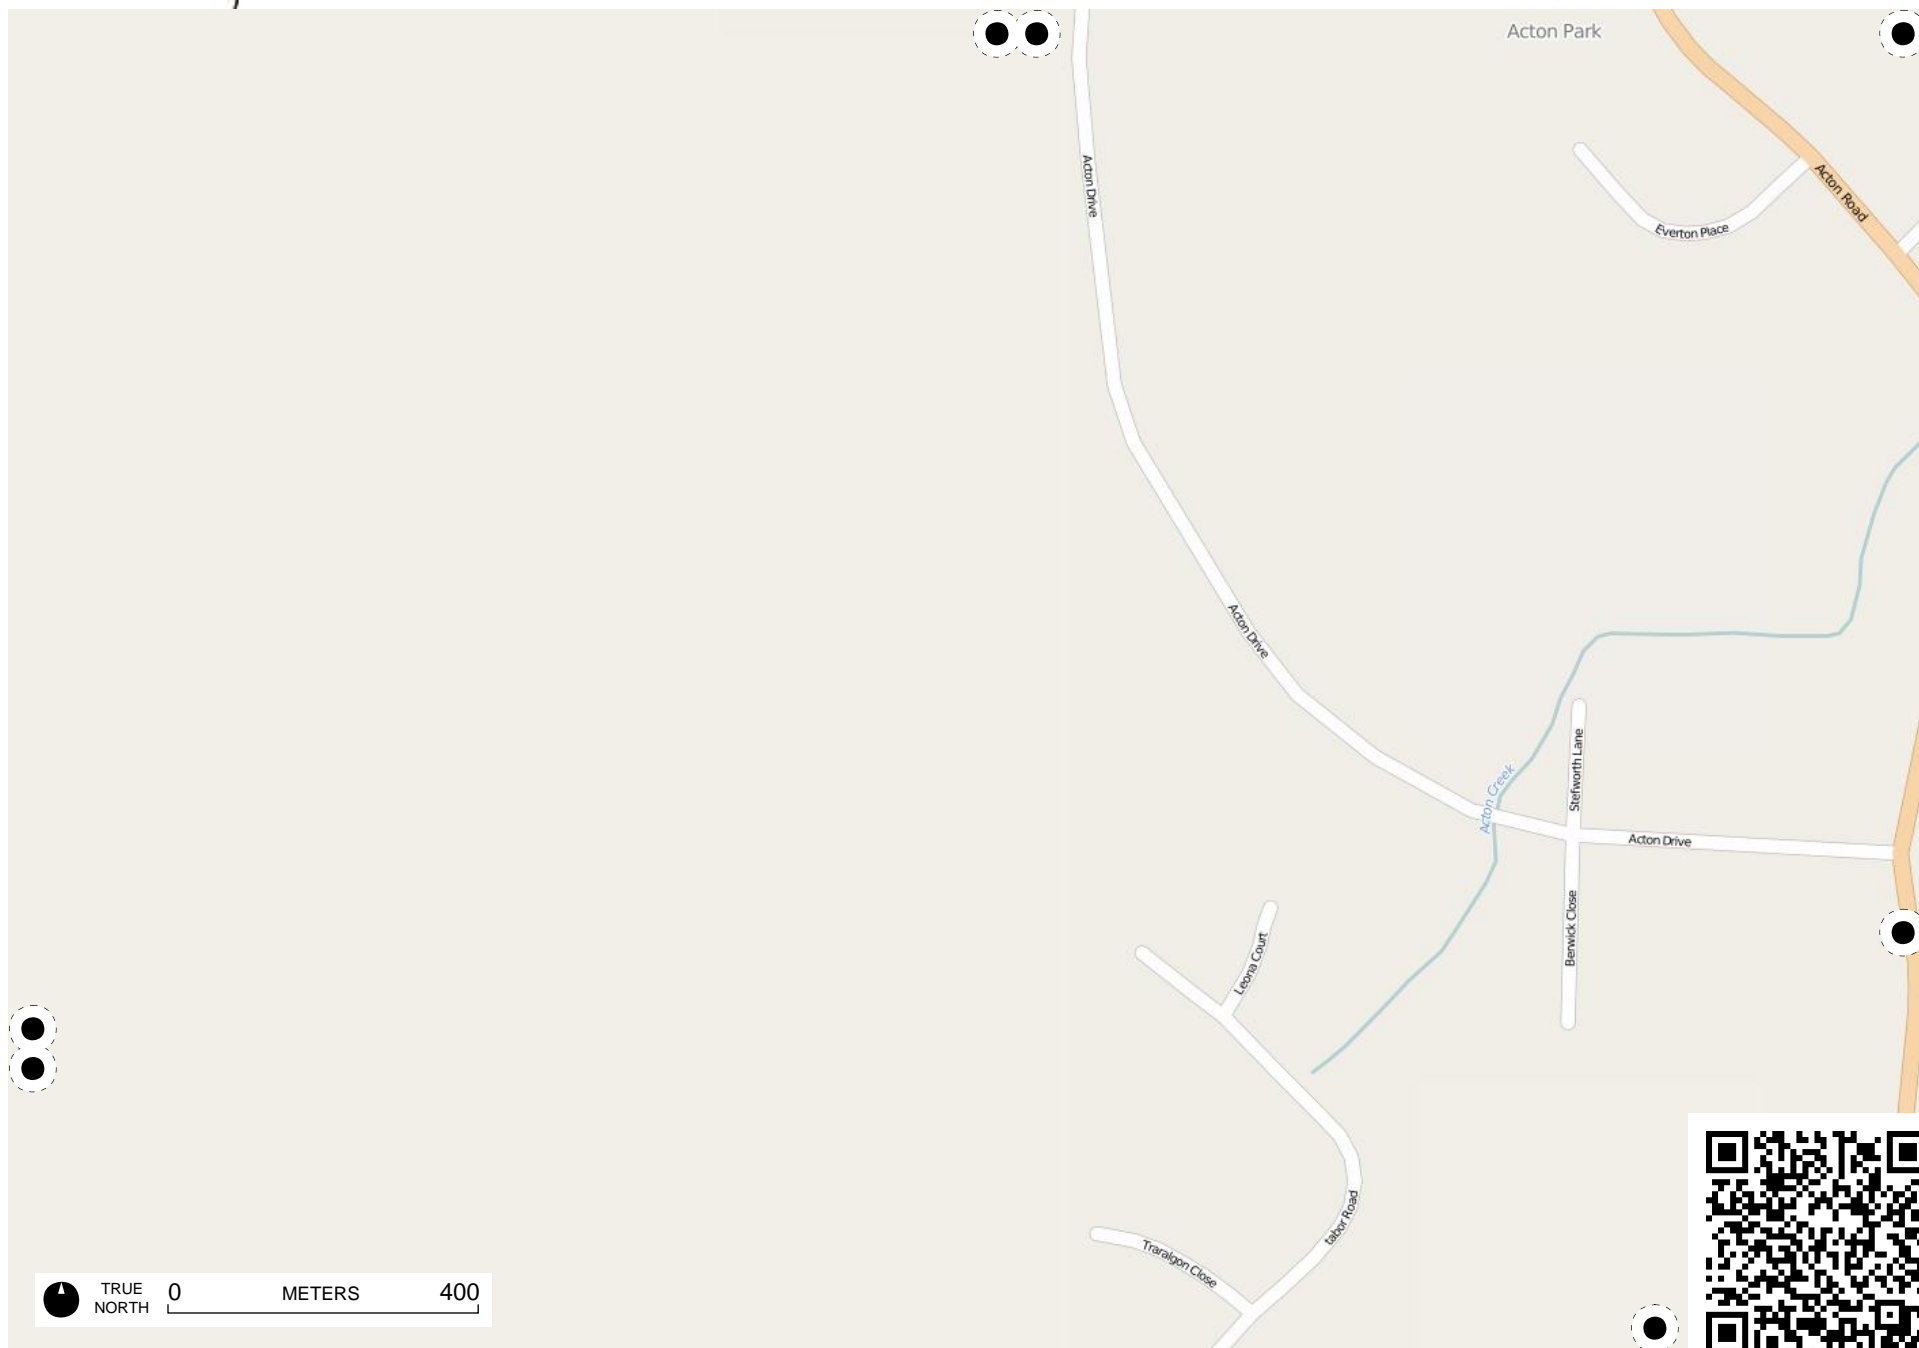 Acton Park
Acton Drive
Acton Road
Everton Place
Acton Drive
Stefworth Lane
Acton Creek
Acton Drive
Berwick Close
Leona Court
tabor Road
Traralgon Close
TRUE
NORTH
0 METERS 400